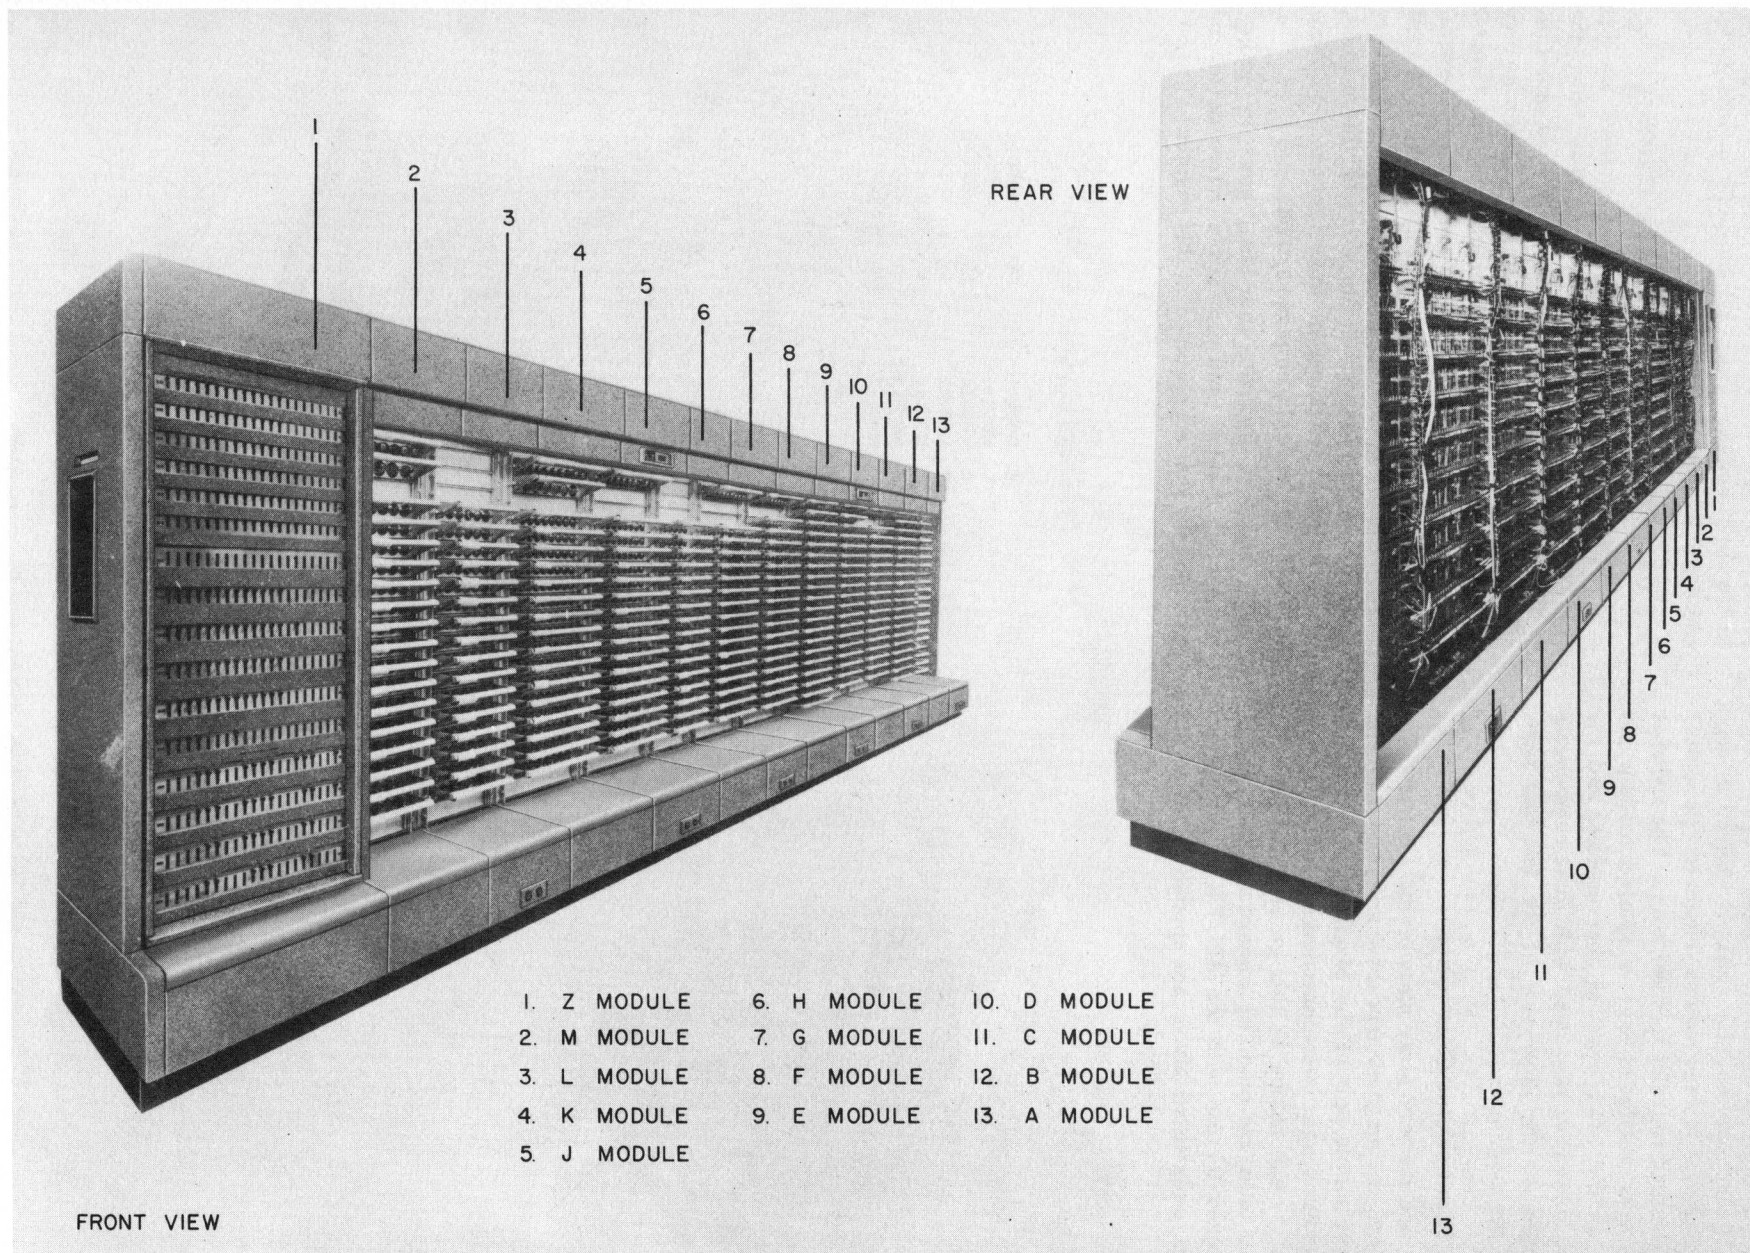 1
2
3
4
5
6
7
8
9
10
11
12
13
REAR VIEW
1
2
3
4
5
6
7
8
9
10
11
12
13
1. Z MODULE
2. M MODULE
3. L MODULE
4. K MODULE
5. J MODULE
6. H MODULE
7. G MODULE
8. F MODULE
9. E MODULE
10. D MODULE
11. C MODULE
12. B MODULE
13. A MODULE
FRONT VIEW